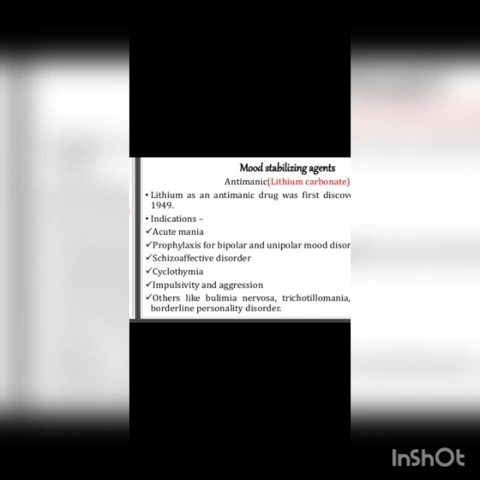 Mood stabilizing agents
Antimanic(Lithium carbonate)
• Lithium as an antimanic drug was first discov
1949.
• Indications –
✓Acute mania
✓Prophylaxis for bipolar and unipolar mood disor
✓Schizoaffective disorder
✓Cyclothymia
✓Impulsivity and aggression
✓Others like bulimia nervosa, trichotillomania,
borderline personality disorder.
InShOt